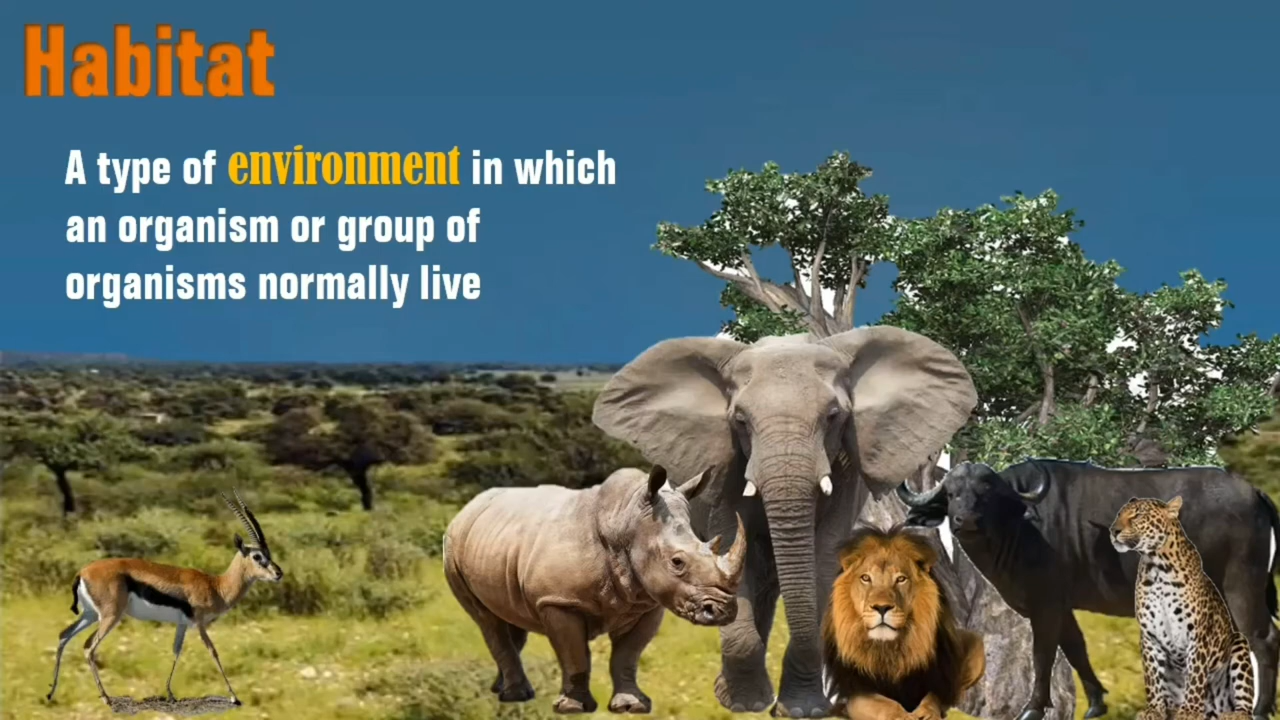 Habitat
A type of environment in which
an organism or group of
organisms normally live